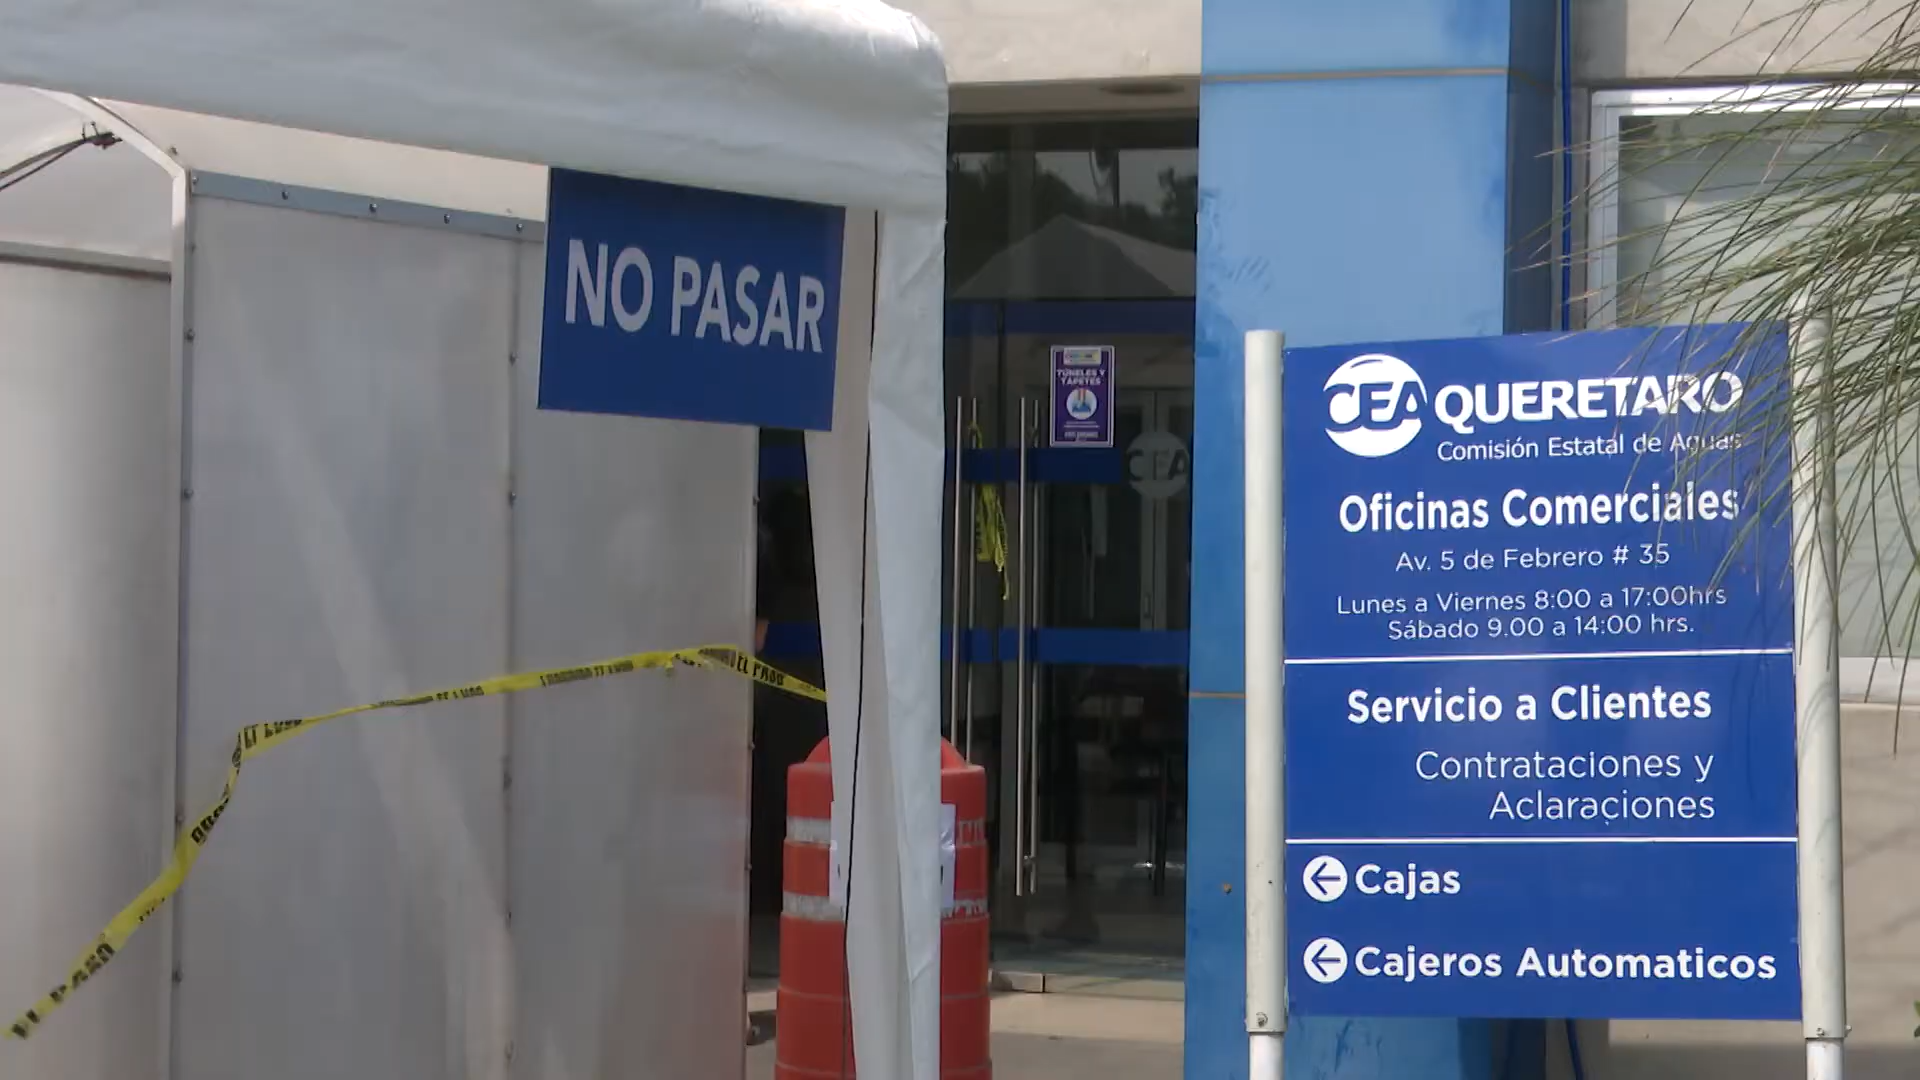 NO PASAR
TÚNELES Y
TAPETES
CEA
CEA QUERETARO
Comisión Estatal de Aguas
Oficinas Comerciales
Av. 5 de Febrero # 35
Lunes a Viernes 8:00 a 17:00hrs
Sábado 9.00 a 14:00 hrs.
Servicio a Clientes
Contrataciones y
Aclaraciones
Cajas
Cajeros Automaticos